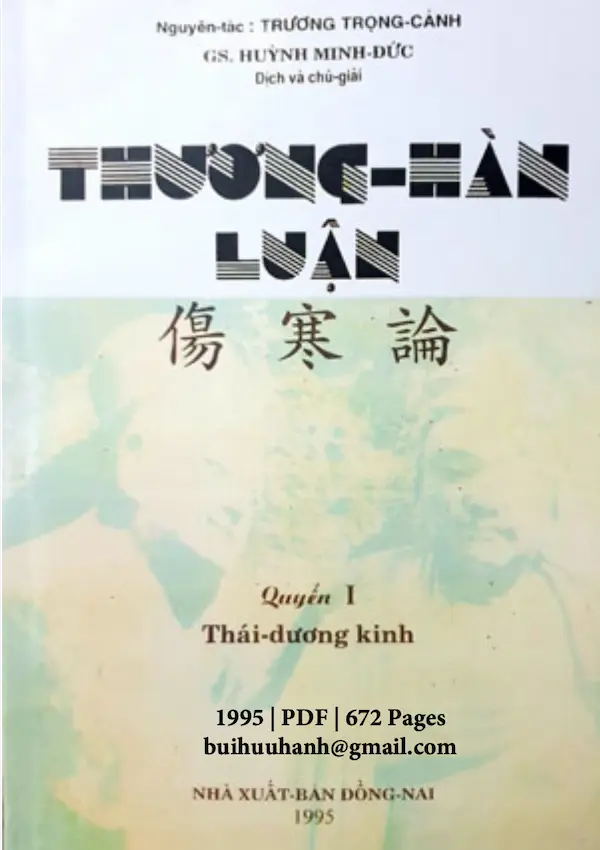 Nguyên-tác : TRƯƠNG TRỌNG-CẢNH
GS. HUỲNH MINH-ĐỨC
Dịch và chú-giải
THƯƠNG-HÀN
LUẬN
傷寒論
Quyển I
Thái-dương kinh
1995 | PDF | 672 Pages
buihuuhanh@gmail.com
NHÀ XUẤT-BẢN ĐỒNG-NAI
1995